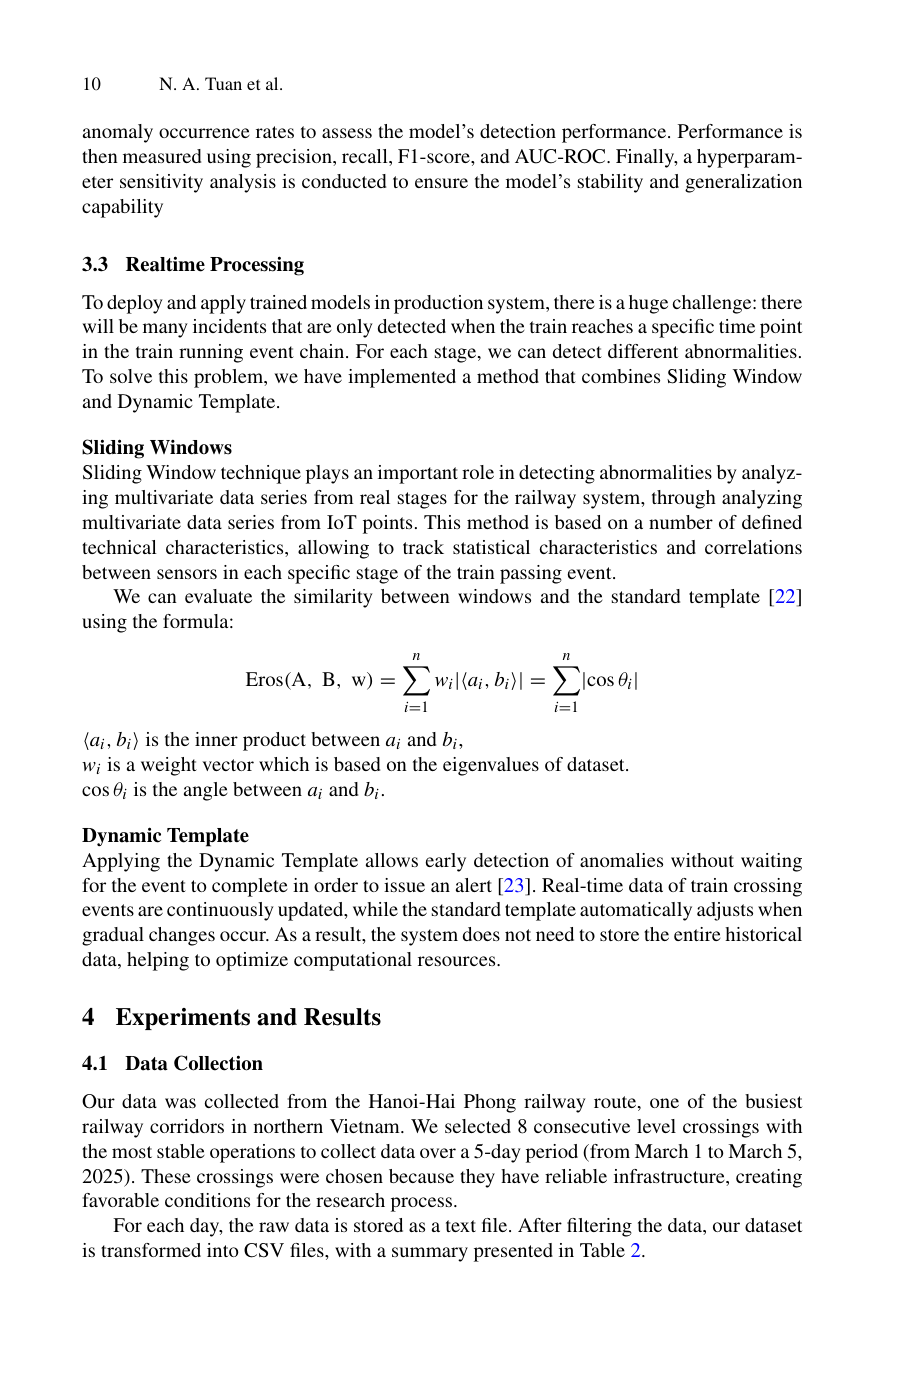 10 N. A. Tuan et al.
anomaly occurrence rates to assess the model’s detection performance. Performance is
then measured using precision, recall, F1-score, and AUC-ROC. Finally, a hyperparam-
eter sensitivity analysis is conducted to ensure the model’s stability and generalization
capability
3.3 Realtime Processing
To deploy and apply trained models in production system, there is a huge challenge: there
will be many incidents that are only detected when the train reaches a specific time point
in the train running event chain. For each stage, we can detect different abnormalities.
To solve this problem, we have implemented a method that combines Sliding Window
and Dynamic Template.
Sliding Windows
Sliding Window technique plays an important role in detecting abnormalities by analyz-
ing multivariate data series from real stages for the railway system, through analyzing
multivariate data series from IoT points. This method is based on a number of defined
technical characteristics, allowing to track statistical characteristics and correlations
between sensors in each specific stage of the train passing event.
We can evaluate the similarity between windows and the standard template [22]
using the formula:
Eros(A, B, w) = ∑_{i=1}^{n} w_i|⟨a_i, b_i⟩| = ∑_{i=1}^{n} |cos θ_i|
⟨a_i, b_i⟩ is the inner product between a_i and b_i,
w_i is a weight vector which is based on the eigenvalues of dataset.
cos θ_i is the angle between a_i and b_i.
Dynamic Template
Applying the Dynamic Template allows early detection of anomalies without waiting
for the event to complete in order to issue an alert [23]. Real-time data of train crossing
events are continuously updated, while the standard template automatically adjusts when
gradual changes occur. As a result, the system does not need to store the entire historical
data, helping to optimize computational resources.
4 Experiments and Results
4.1 Data Collection
Our data was collected from the Hanoi-Hai Phong railway route, one of the busiest
railway corridors in northern Vietnam. We selected 8 consecutive level crossings with
the most stable operations to collect data over a 5-day period (from March 1 to March 5,
2025). These crossings were chosen because they have reliable infrastructure, creating
favorable conditions for the research process.
For each day, the raw data is stored as a text file. After filtering the data, our dataset
is transformed into CSV files, with a summary presented in Table 2.